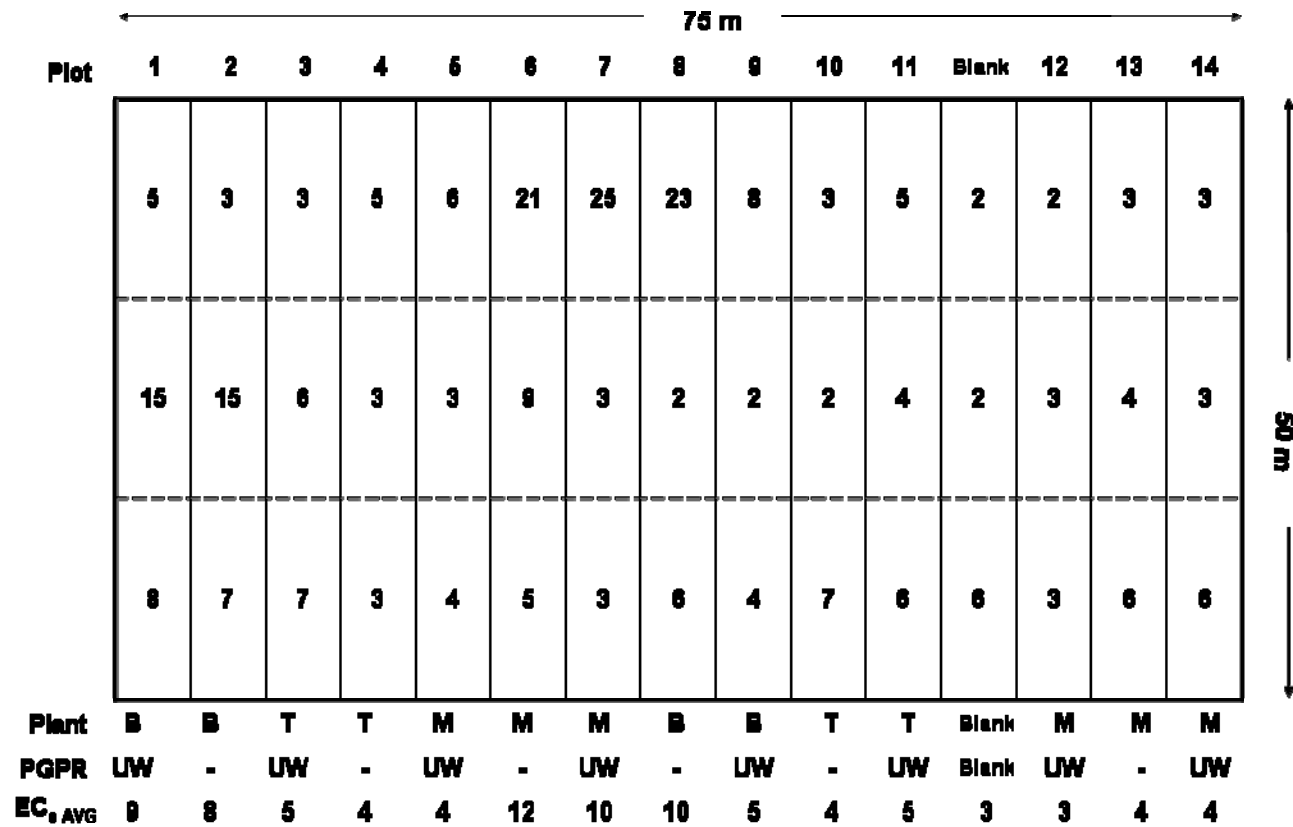 75 m
Plot 1 2 3 4 5 6 7 8 9 10 11 Blank 12 13 14
5 3 3 5 6 21 25 23 8 3 5 2 2 3 3
15 15 6 3 3 9 3 2 2 2 4 2 3 4 3
50 m
8 7 7 3 4 5 3 6 4 7 6 6 3 6 6
Plant B B T T M M M B B T T Blank M M M
PGPR UW - UW - UW - UW - UW - UW Blank UW - UW
ECe AVG 9 8 5 4 4 12 10 10 5 4 5 3 3 4 4